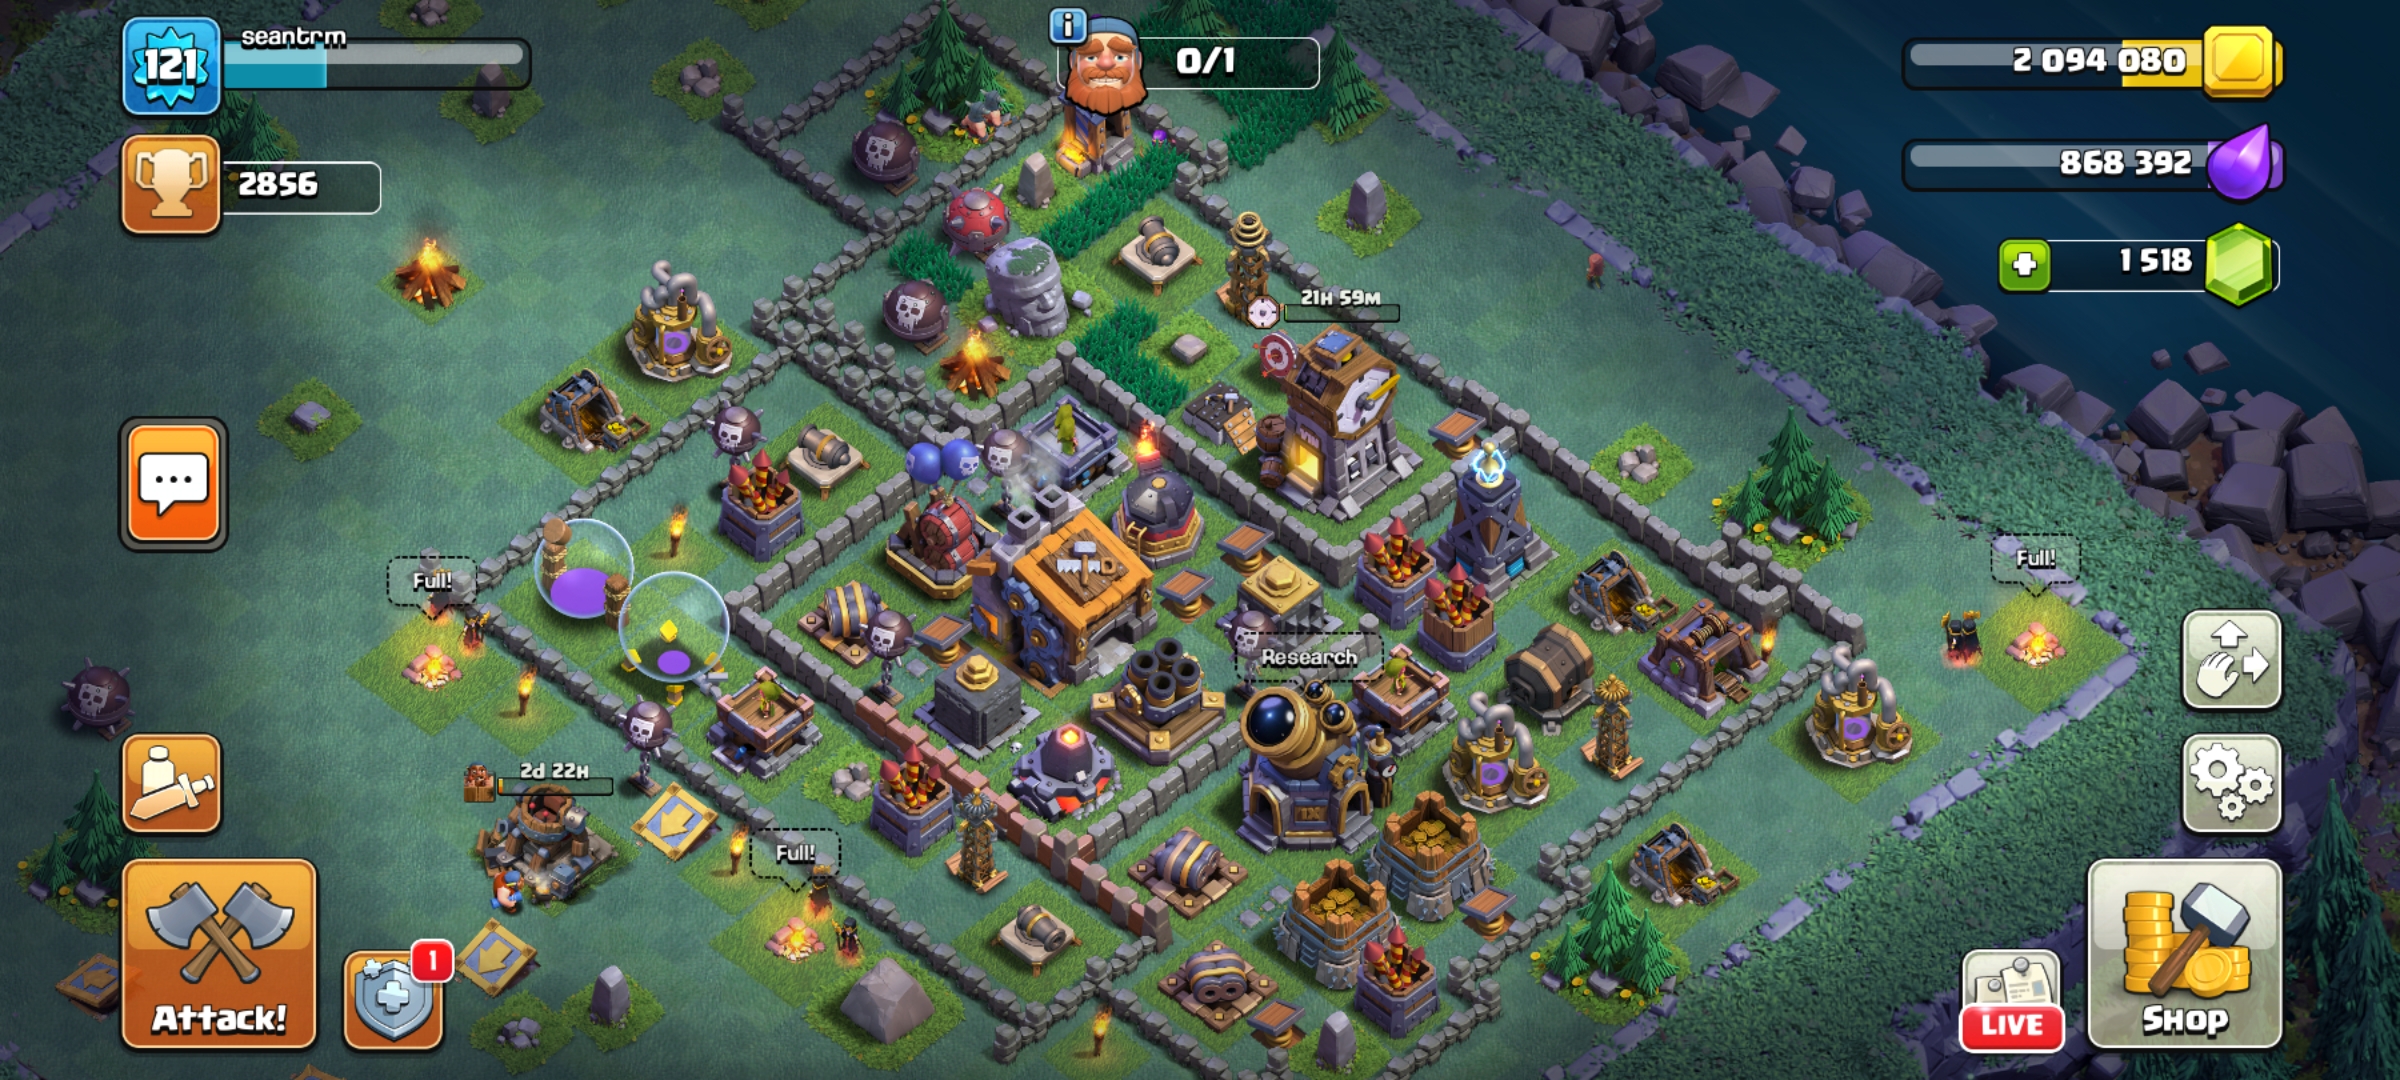 121
seantrm
i
0/1
2 094 080
2856
868 392
1 518
21H 59M
Full!
Full!
Research
2d 22H
Full!
IX
1
Attack!
LIVE
Shop